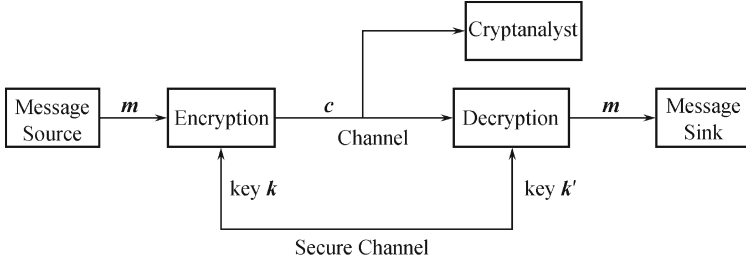 Cryptanalyst
Message
Source
m
Encryption
c
Channel
Decryption
m
Message
Sink
key k
key k'
Secure Channel